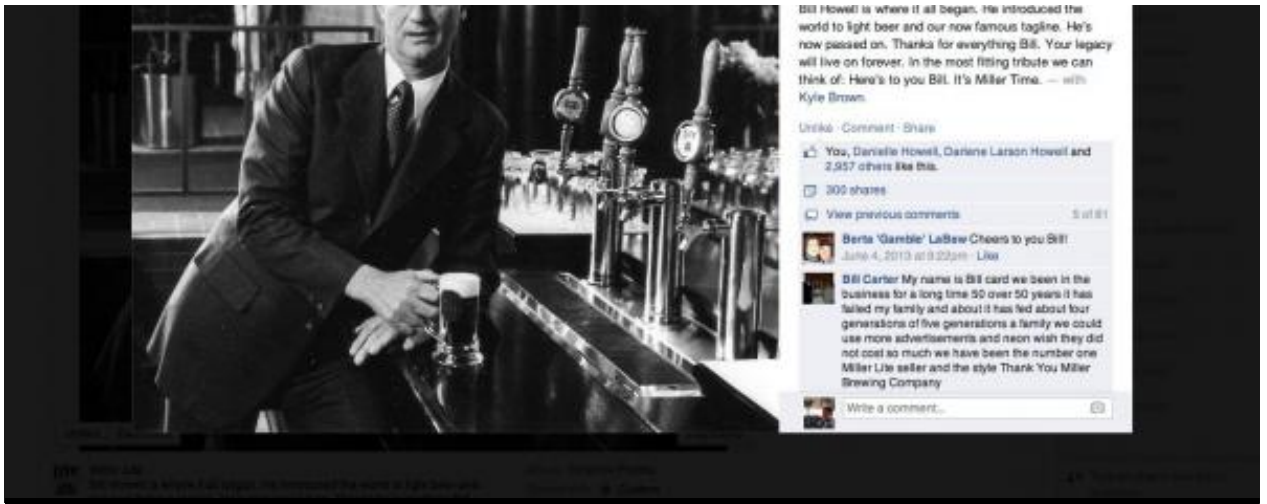 Bill Howell is where it all began. He introduced the
world to light beer and our now famous tagline. He's
now passed on. Thanks for everything Bill. Your legacy
will live on forever. In the most fitting tribute we can
think of: Here's to you Bill. It's Miller Time. — with
Kyle Brown
Unlike · Comment · Share
You, Danielle Howell, Darlene Larson Howell and
2,957 others like this.
300 shares
View previous comments 5 of 81
Berta 'Gamble' LaBaw Cheers to you Bill!
June 4, 2013 at 9:22pm · Like
Bill Carter My name is Bill card we been in the
business for a long time 50 over 50 years it has
failed my family and about it has fed about four
generations of five generations a family we could
use more advertisements and neon wish they did
not cost so much we have been the number one
Miller Lite seller and the style Thank You Miller
Brewing Company
Write a comment...